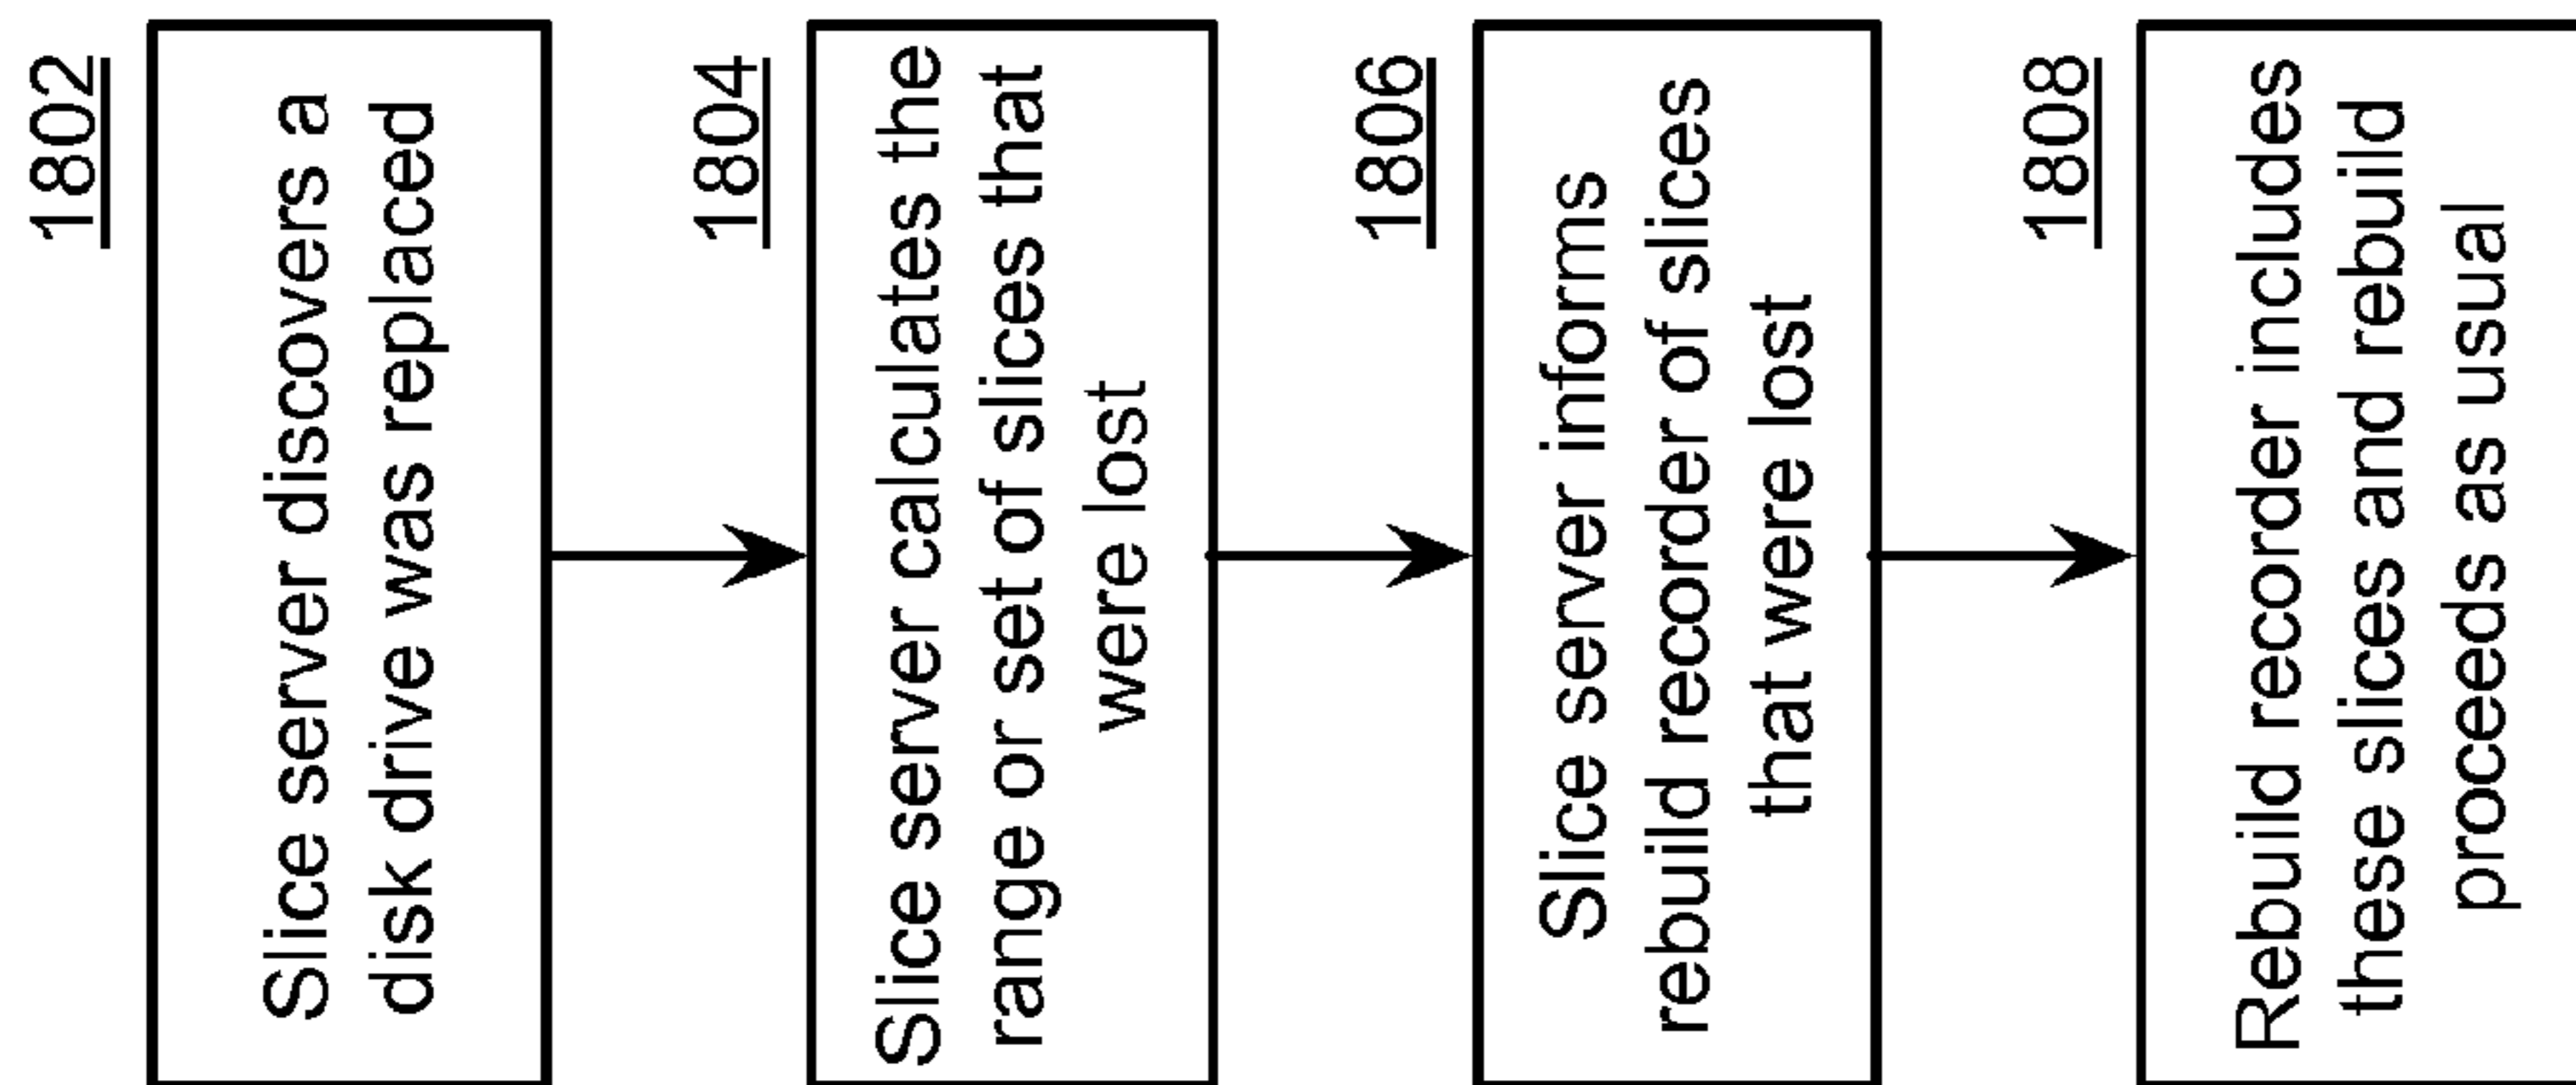 1802
Slice server discovers a
disk drive was replaced
1804
Slice server calculates the
range or set of slices that
were lost
1806
Slice server informs
rebuild recorder of slices
that were lost
1808
Rebuild recorder includes
these slices and rebuild
proceeds as usual